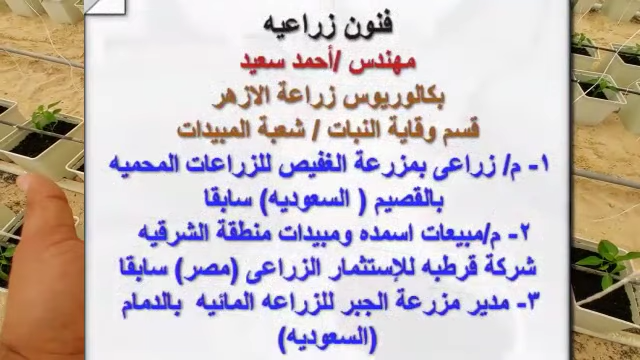 فنون زراعيه
مهندس /أحمد سعيد
بكالوريوس زراعة الازهر
قسم وقاية النبات / شعبة المبيدات
١- م/ زراعى بمزرعة الغفيص للزراعات المحميه
بالقصيم ( السعوديه) سابقا
٢- م/مبيعات اسمده ومبيدات منطقة الشرقيه
شركة قرطبه للإستثمار الزراعى (مصر) سابقا
٣- مدير مزرعة الجبر للزراعه المائيه بالدمام
(السعوديه)